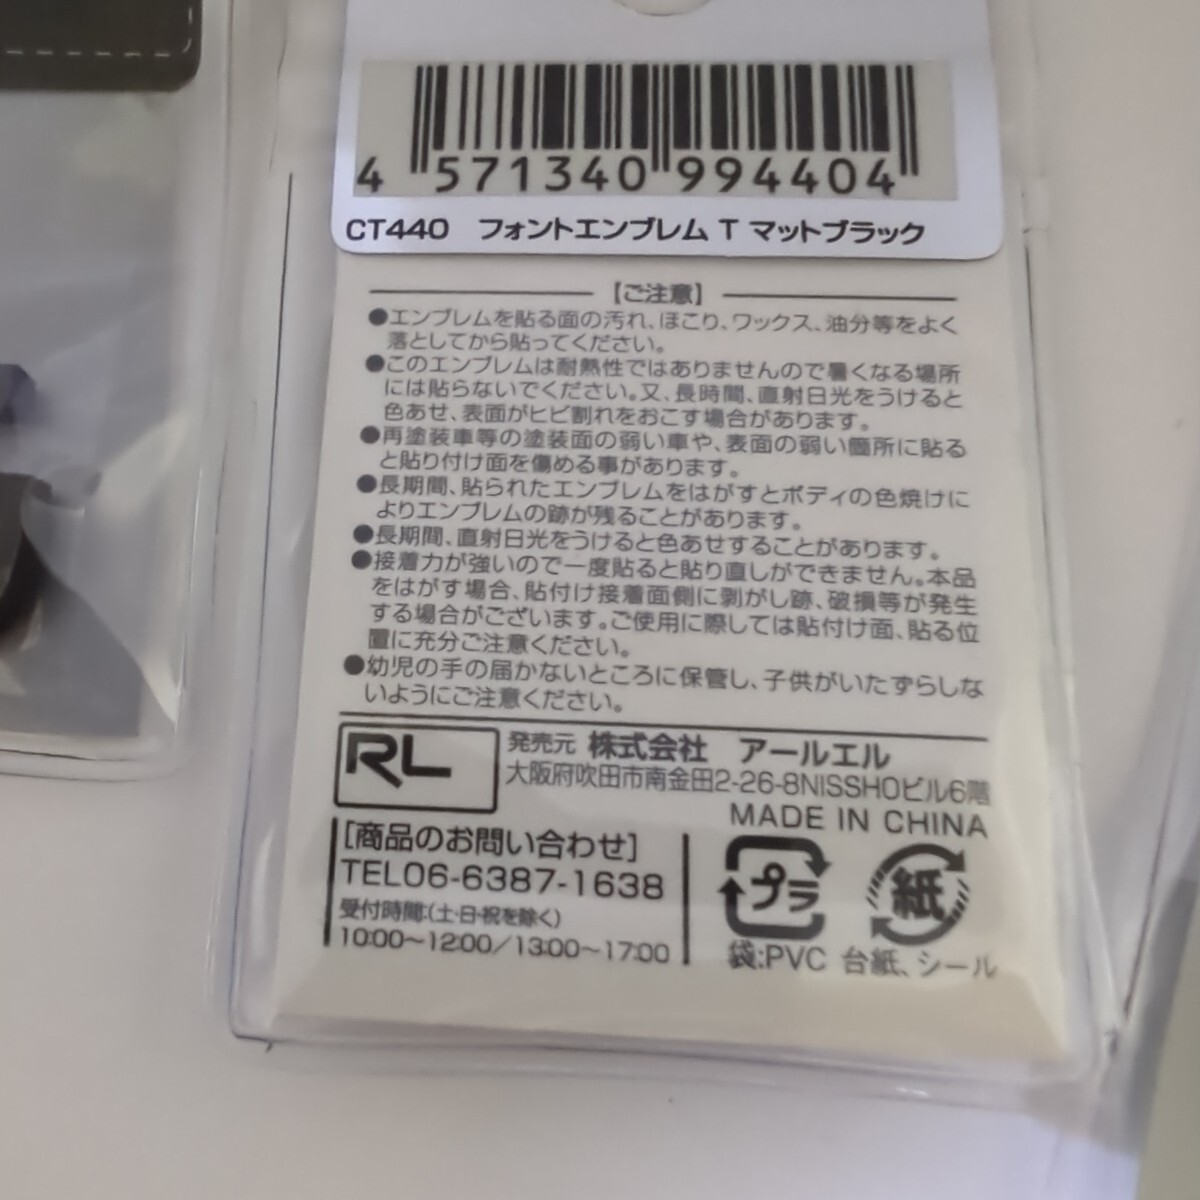 4 571340 994404
CT440 フォントエンブレム T マットブラック
【ご注意】
●エンブレムを貼る面の汚れ、ほこり、ワックス、油分等をよく
落としてから貼ってください。
●このエンブレムは耐熱性ではありませんので暑くなる場所
には貼らないでください。又、長時間、直射日光をうけると
色あせ、表面がヒビ割れをおこす場合があります。
●再塗装車等の塗装面の弱い車や、表面の弱い箇所に貼る
と貼り付け面を傷める事があります。
●長期間、貼られたエンブレムをはがすとボディの色焼けに
よりエンブレムの跡が残ることがあります。
●長期間、直射日光をうけると色あせすることがあります。
●接着力が強いので一度貼ると貼り直しができません。本品
をはがす場合、貼付け接着面側に剥がし跡、破損等が発生
する場合がございます。ご使用に際しては貼付け面、貼る位
置に充分ご注意ください。
●幼児の手の届かないところに保管し、子供がいたずらしな
いようにご注意ください。
RL
発売元 株式会社 アールエル
大阪府吹田市南金田2-26-8NISSHOビル6階
MADE IN CHINA
[商品のお問い合わせ]
TEL06-6387-1638
受付時間:(土・日・祝を除く)
10:00〜12:00/13:00〜17:00
プラ
袋:PVC
紙
台紙、シール